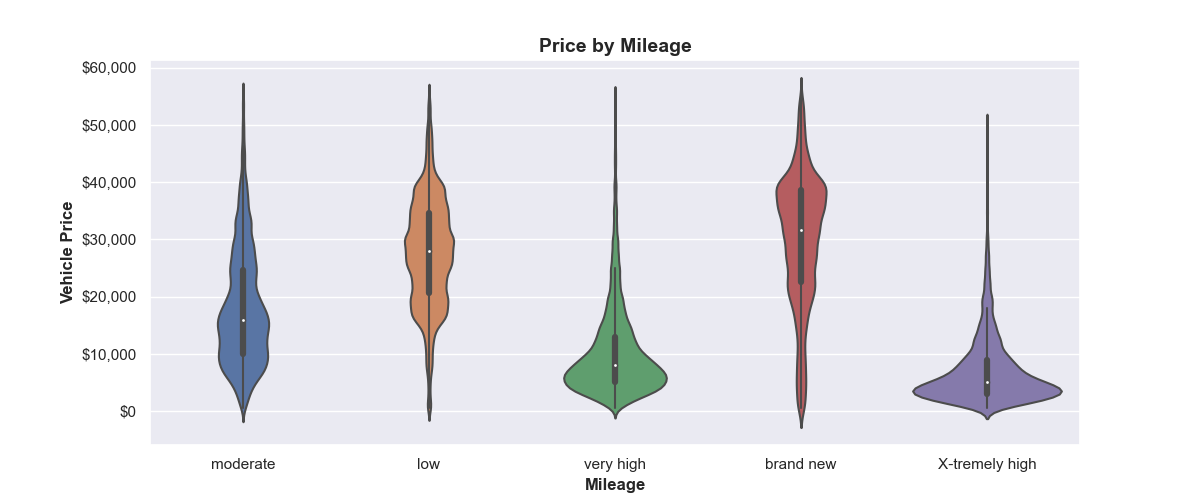 Price by Mileage
$60,000
$50,000
$40,000
$30,000
$20,000
$10,000
$0
Vehicle Price
moderate low very high brand new X-tremely high
Mileage